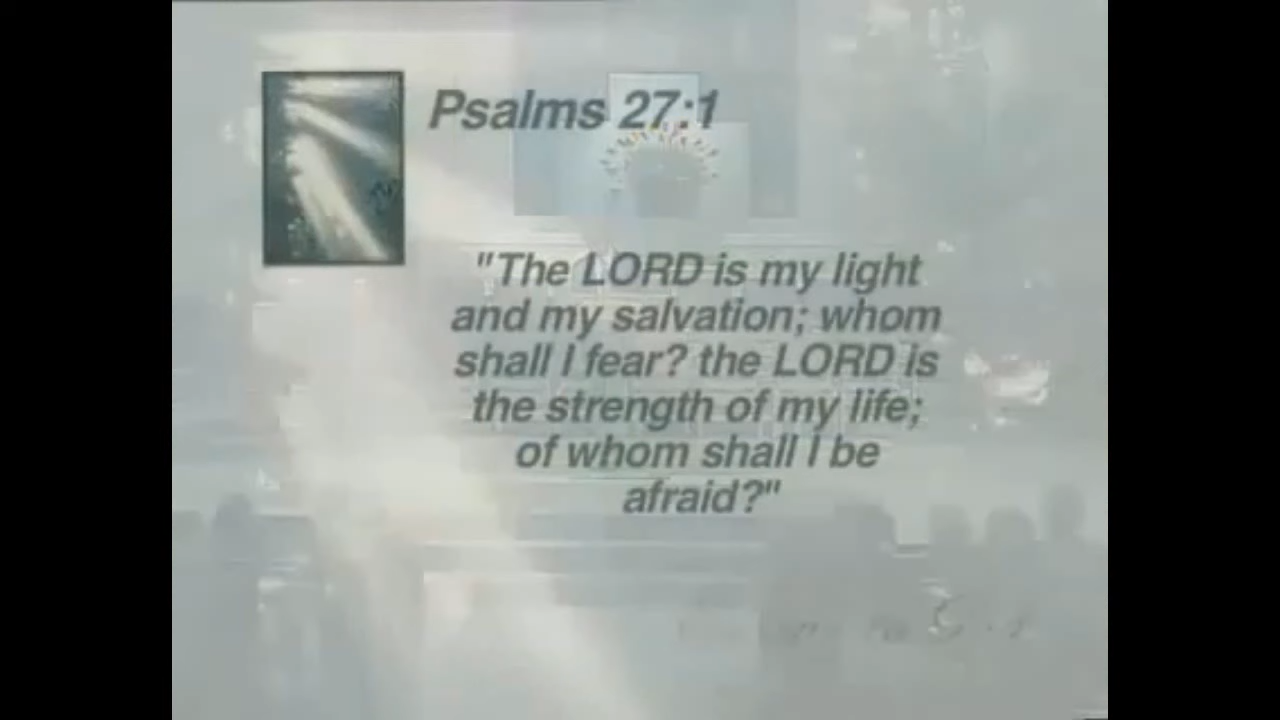 Psalms 27:1
"The LORD is my light
and my salvation; whom
shall I fear? the LORD is
the strength of my life;
of whom shall I be
afraid?"